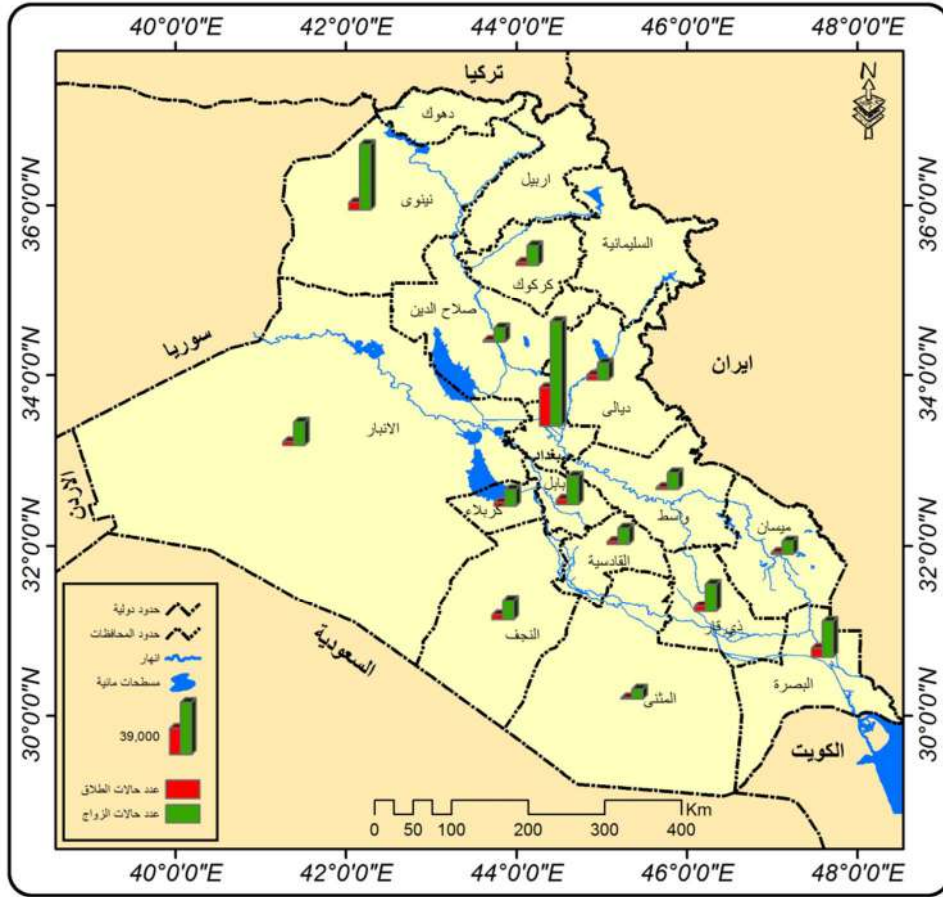 40°0'0"E 42°0'0"E 44°0'0"E 46°0'0"E 48°0'0"E
تركيا
N
دهوك
اربيل
نينوى
36°0'0"N 36°0'0"N
السليمانية
كركوك
صلاح الدين
سوريا
ايران
34°0'0"N 34°0'0"N
ديالى
الانبار
بغداد
الاردن
بابل
كربلاء
واسط
ميسان
32°0'0"N 32°0'0"N
القادسية
النجف
ذي قار
السعودية
البصرة
المثنى
30°0'0"N 30°0'0"N
الكويت
حدود دولية
حدود المحافظات
انهار
مسطحات مائية
39,000
عدد حالات الطلاق
عدد حالات الزواج
Km
0 50 100 200 300 400
40°0'0"E 42°0'0"E 44°0'0"E 46°0'0"E 48°0'0"E